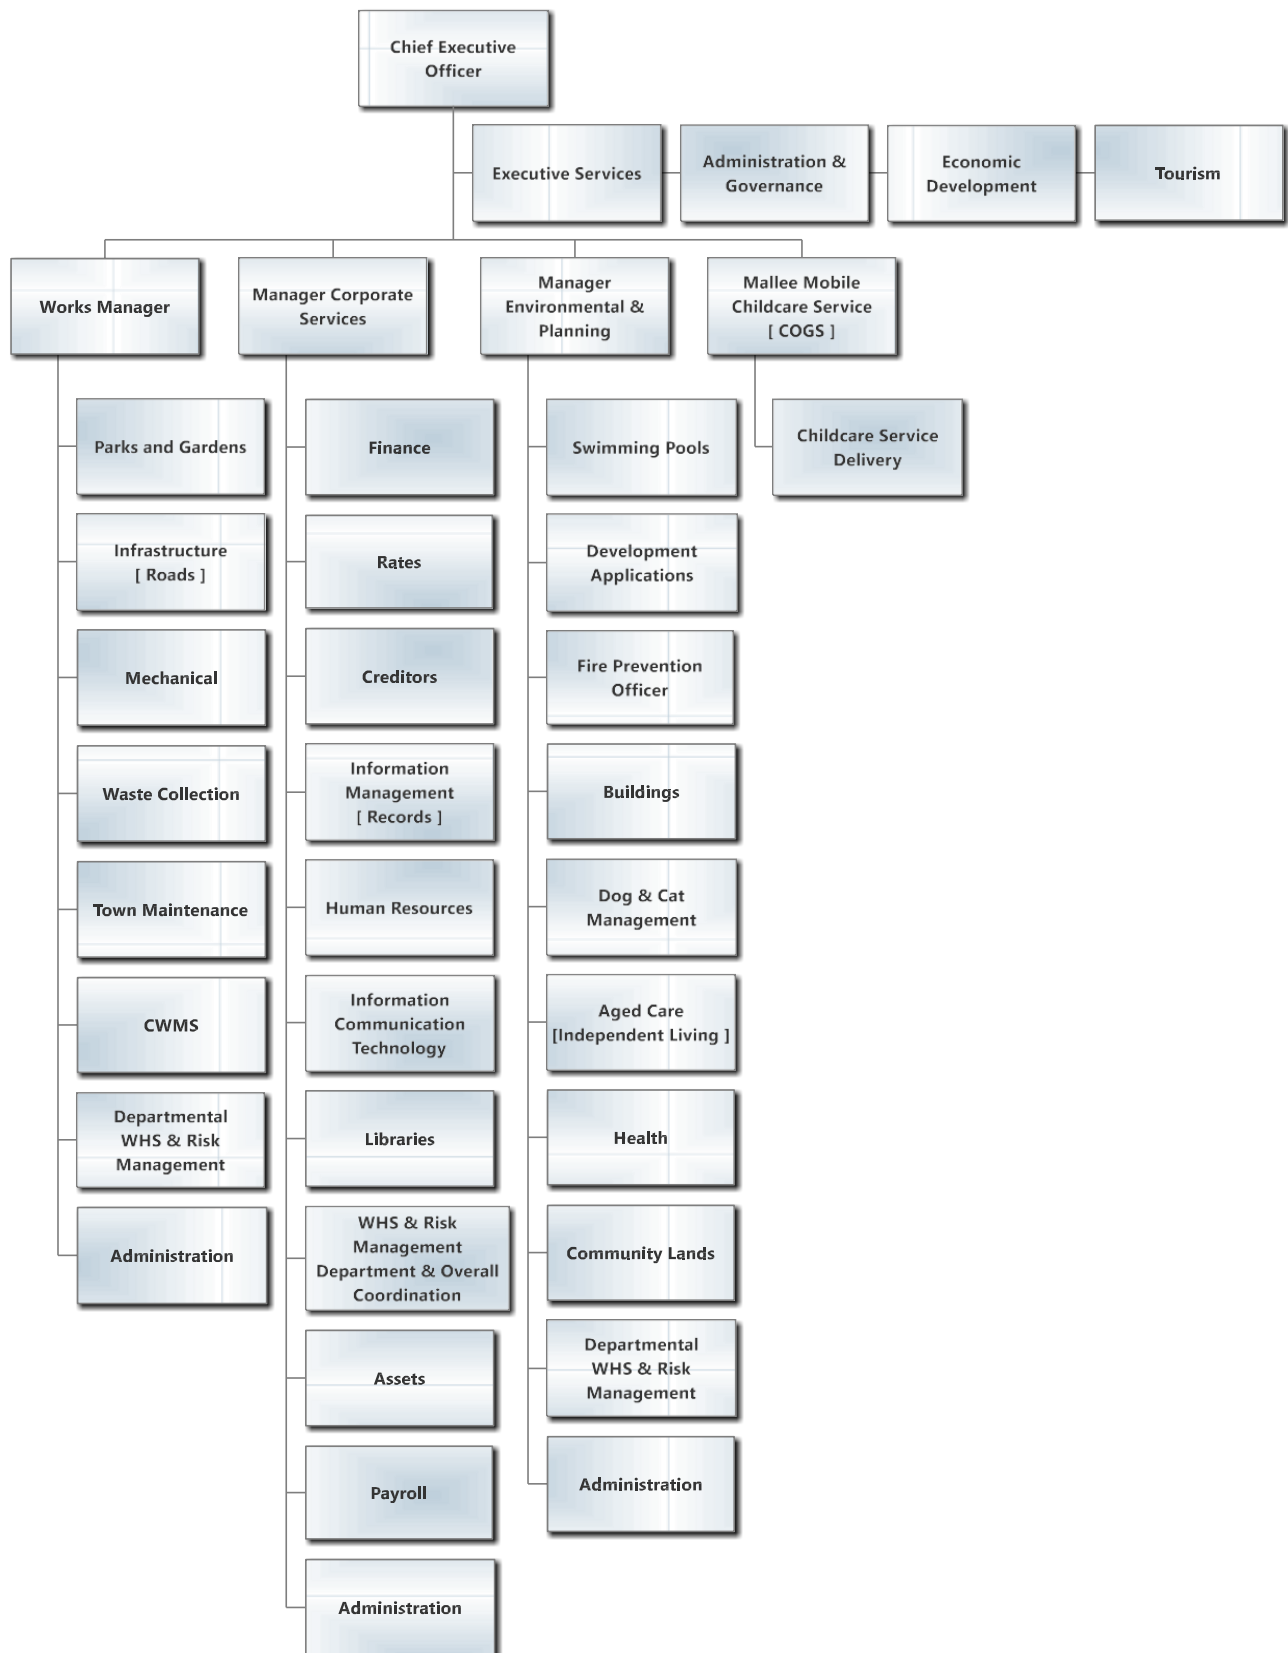 Chief Executive
Officer
Executive Services
Administration &
Governance
Economic
Development
Tourism
Works Manager
Manager Corporate
Services
Manager
Environmental &
Planning
Mallee Mobile
Childcare Service
[ COGS ]
Parks and Gardens
Infrastructure
[ Roads ]
Mechanical
Waste Collection
Town Maintenance
CWMS
Departmental
WHS & Risk
Management
Administration
Finance
Rates
Creditors
Information
Management
[ Records ]
Human Resources
Information
Communication
Technology
Libraries
WHS & Risk
Management
Department & Overall
Coordination
Assets
Payroll
Administration
Swimming Pools
Development
Applications
Fire Prevention
Officer
Buildings
Dog & Cat
Management
Aged Care
[Independent Living ]
Health
Community Lands
Departmental
WHS & Risk
Management
Administration
Childcare Service
Delivery